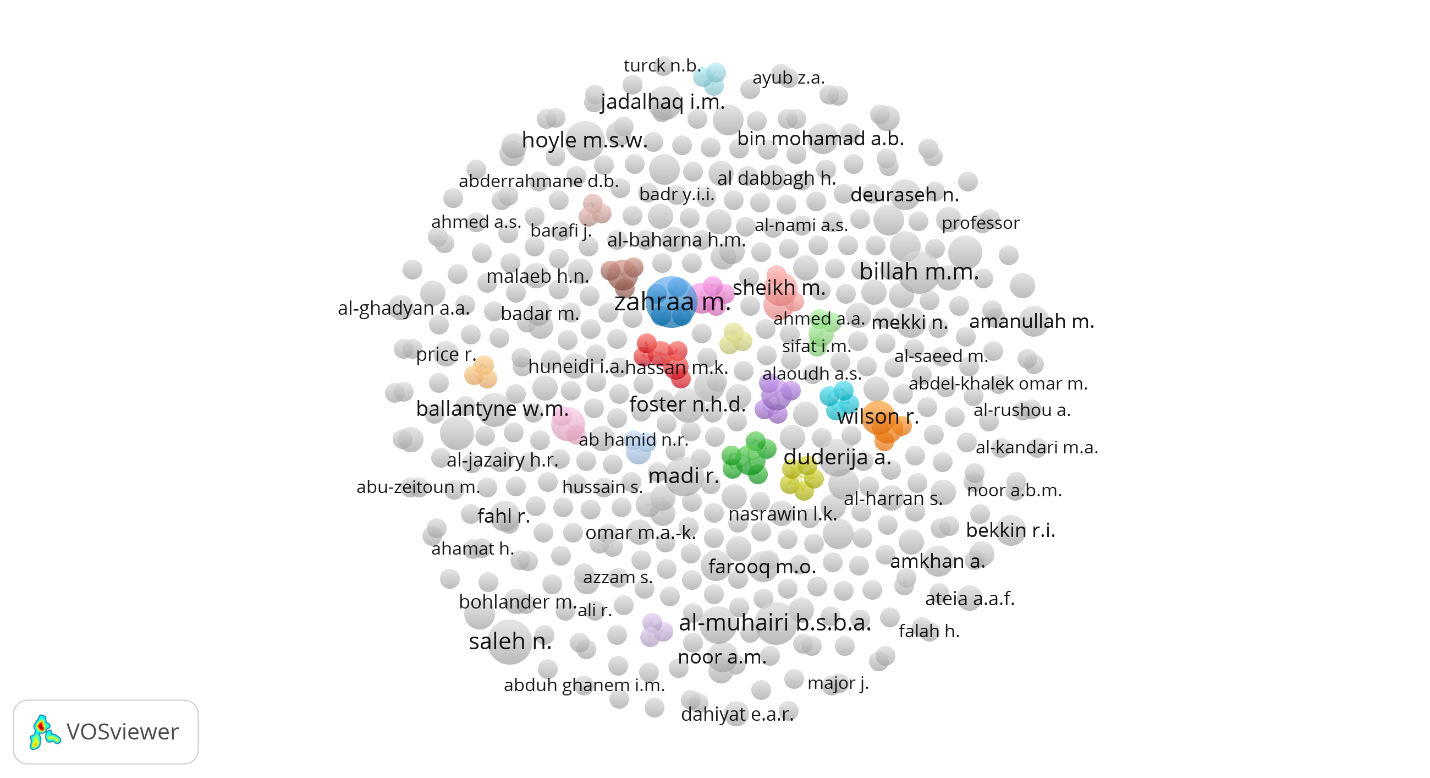 turck n.b.
ayub z.a.
jadalhaq i.m.
hoyle m.s.w.
bin mohamad a.b.
abderrahmane d.b.
al dabbagh h.
badr y.i.i.
deuraseh n.
ahmed a.s.
barafi j.
al-nami a.s.
professor
al-baharna h.m.
malaeb h.n.
billah m.m.
sheikh m.
zahraa m.
al-ghadyan a.a.
badar m.
ahmed a.a.
mekki n.
amanullah m.
sifat i.m.
price r.
al-saeed m.
huneidi i.a.
hassan m.k.
alaoudh a.s.
abdel-khalek omar m.
ballantyne w.m.
foster n.h.d.
wilson r.
al-rushou a.
ab hamid n.r.
al-kandari m.a.
al-jazairy h.r.
duderija a.
madi r.
abu-zeitoun m.
hussain s.
al-harran s.
noor a.b.m.
fahl r.
nasrawin l.k.
omar m.a.-k.
bekkin r.i.
ahamat h.
amkhan a.
farooq m.o.
azzam s.
bohlander m.
ali r.
ateia a.a.f.
al-muhairi b.s.b.a.
falah h.
saleh n.
noor a.m.
abduh ghanem i.m.
major j.
dahiyat e.a.r.
VOSviewer